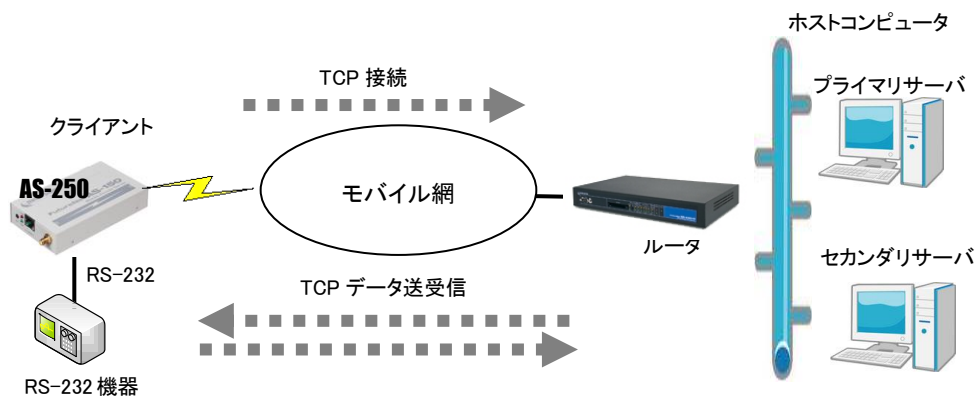 ホストコンピュータ
TCP 接続
プライマリサーバ
クライアント
AS-250
モバイル網
ルータ
セカンダリサーバ
RS-232
TCP データ送受信
RS-232 機器